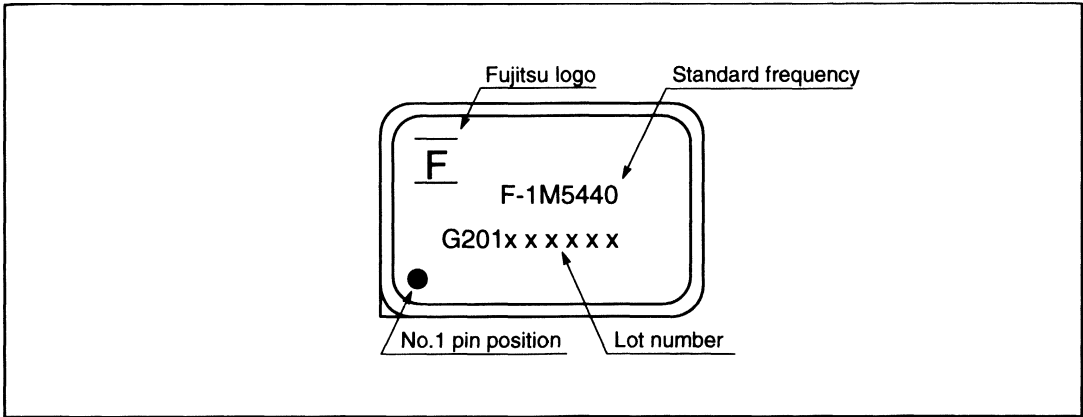 Fujitsu logo
Standard frequency
F
F-1M5440
G201x x x x x x
No.1 pin position
Lot number